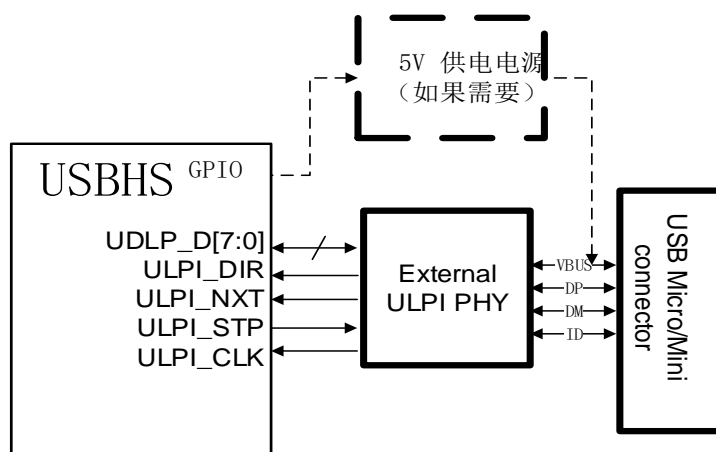 5V 供电电源
（如果需要）
USBHS GPIO
UDLP_D[7:0]
ULPI_DIR
ULPI_NXT
ULPI_STP
ULPI_CLK
External
ULPI PHY
VBUS
DP
DM
ID
USB Micro/Mini
connector